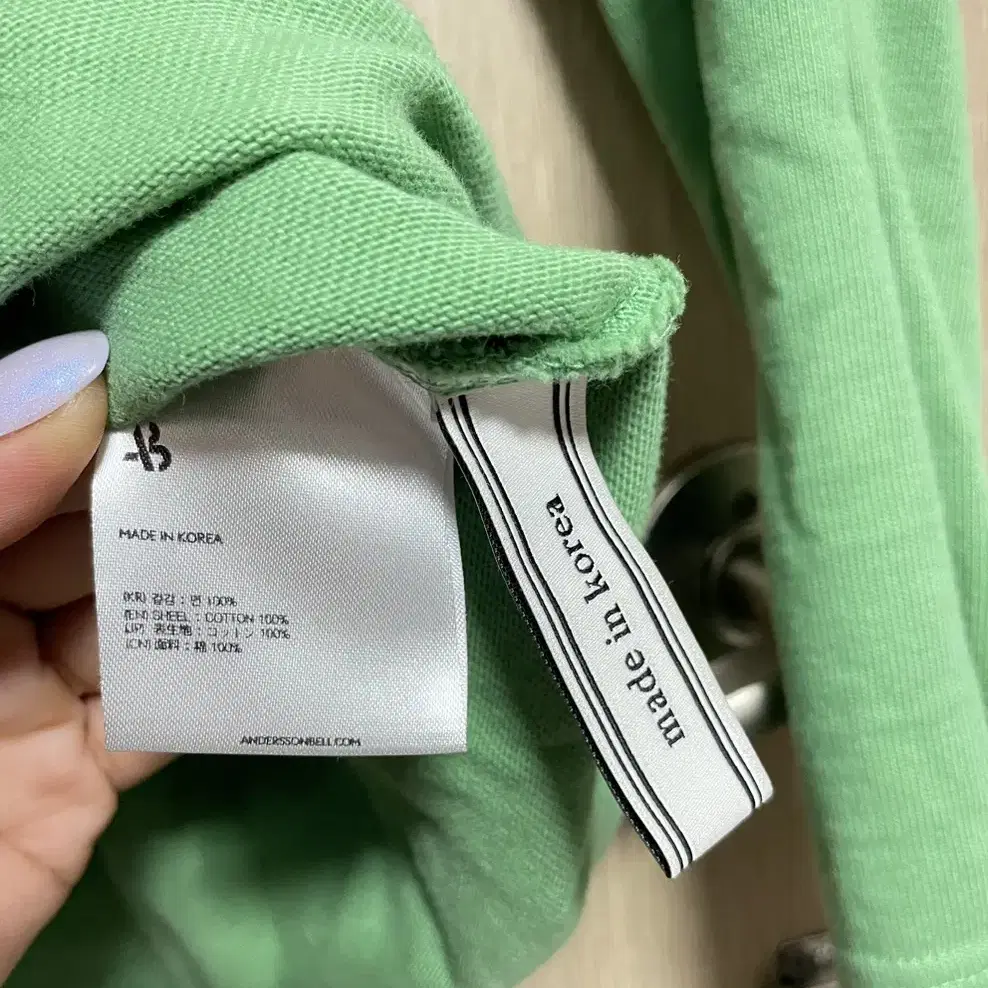 MADE IN KOREA
(KR) 겉감 : 면 100%
(EN) SHEEL : COTTON 100%
(JP) 表生地 : コットン 100%
(CN) 面料 : 棉 100%
ANDERSSONBELL.COM
made in korea